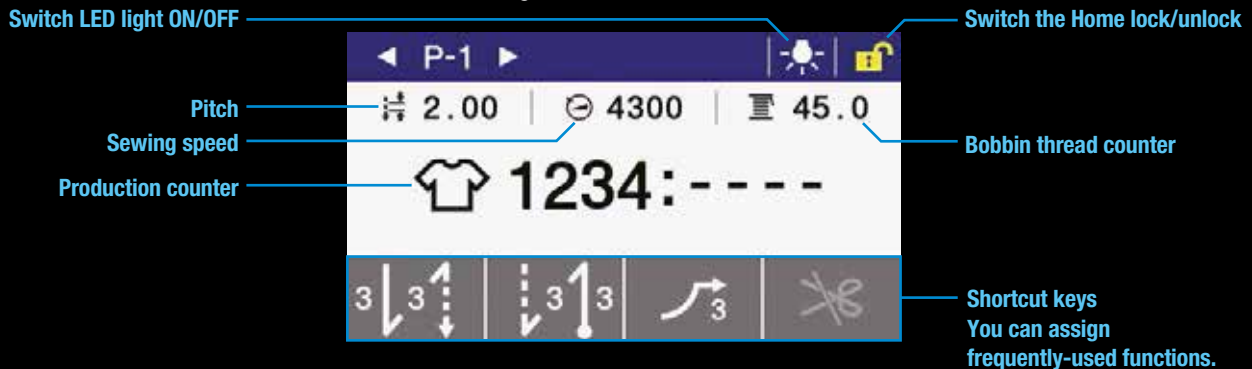 Switch LED light ON/OFF
Switch the Home lock/unlock
P-1
Pitch
2.00
4300
45.0
Sewing speed
Bobbin thread counter
Production counter
1234:----
3 3 3 3 3
Shortcut keys
You can assign
frequently-used functions.